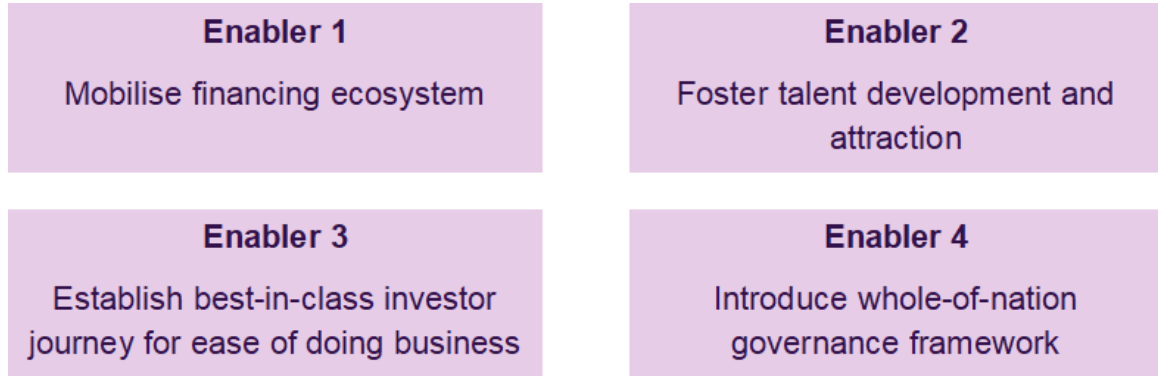 Enabler 1
Mobilise financing ecosystem
Enabler 2
Foster talent development and
attraction
Enabler 3
Establish best-in-class investor
journey for ease of doing business
Enabler 4
Introduce whole-of-nation
governance framework